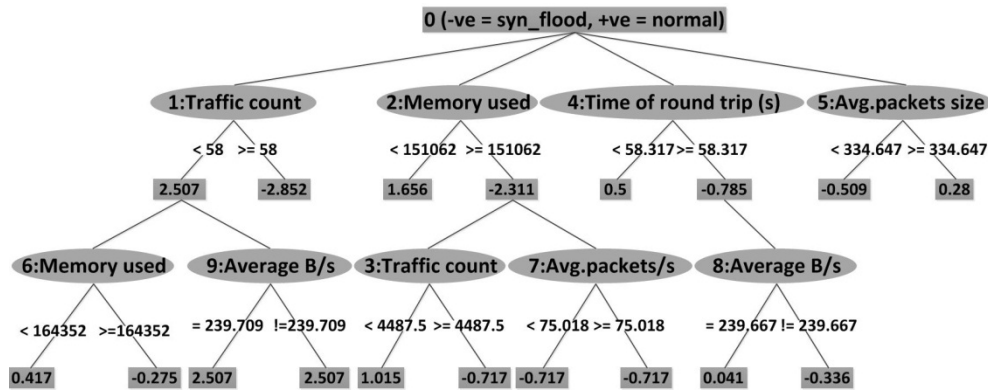 0 (-ve = syn_flood, +ve = normal)
1:Traffic count 2:Memory used 4:Time of round trip (s) 5:Avg.packets size
< 58 >= 58 < 151062 >= 151062 < 58.317 >= 58.317 < 334.647 >= 334.647
2.507 -2.852 1.656 -2.311 0.5 -0.785 -0.509 0.28
6:Memory used 9:Average B/s 3:Traffic count 7:Avg.packets/s 8:Average B/s
< 164352 >=164352 = 239.709 !=239.709 < 4487.5 >= 4487.5 < 75.018 >= 75.018 = 239.667 != 239.667
0.417 -0.275 2.507 2.507 1.015 -0.717 -0.717 -0.717 0.041 -0.336